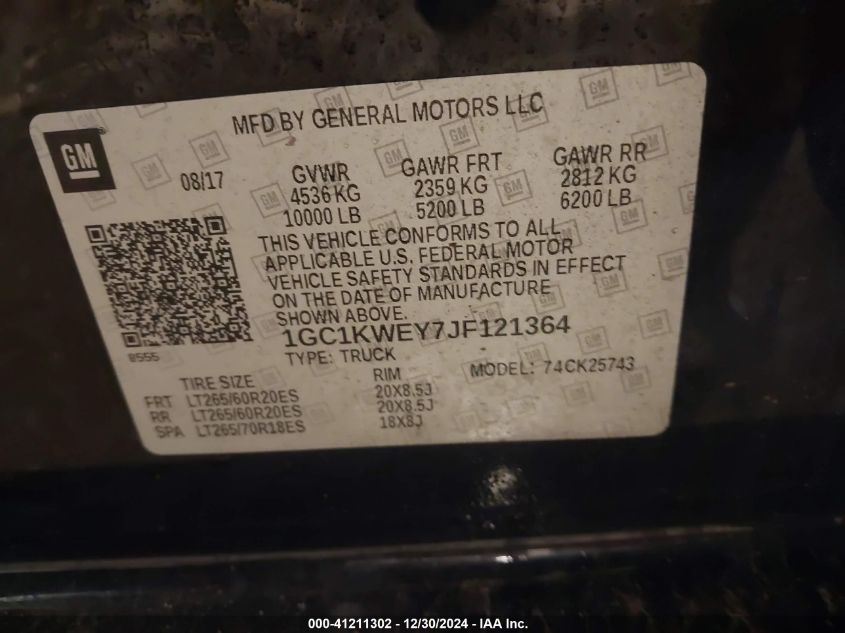 MFD BY GENERAL MOTORS LLC
GM
08/17
GVWR
4536 KG
10000 LB
GAWR FRT
2359 KG
5200 LB
GAWR RR
2812 KG
6200 LB
THIS VEHICLE CONFORMS TO ALL
APPLICABLE U.S. FEDERAL MOTOR
VEHICLE SAFETY STANDARDS IN EFFECT
ON THE DATE OF MANUFACTURE
SHOWN ABOVE.
1GC1KWEY7JF121364
8555
TYPE: TRUCK
MODEL: 74CK25743
TIRE SIZE RIM
FRT LT265/60R20ES 20X8.5J
RR LT265/60R20ES 20X8.5J
SPA LT265/70R18ES 18X8J
000-41211302 - 12/30/2024 - IAA Inc.